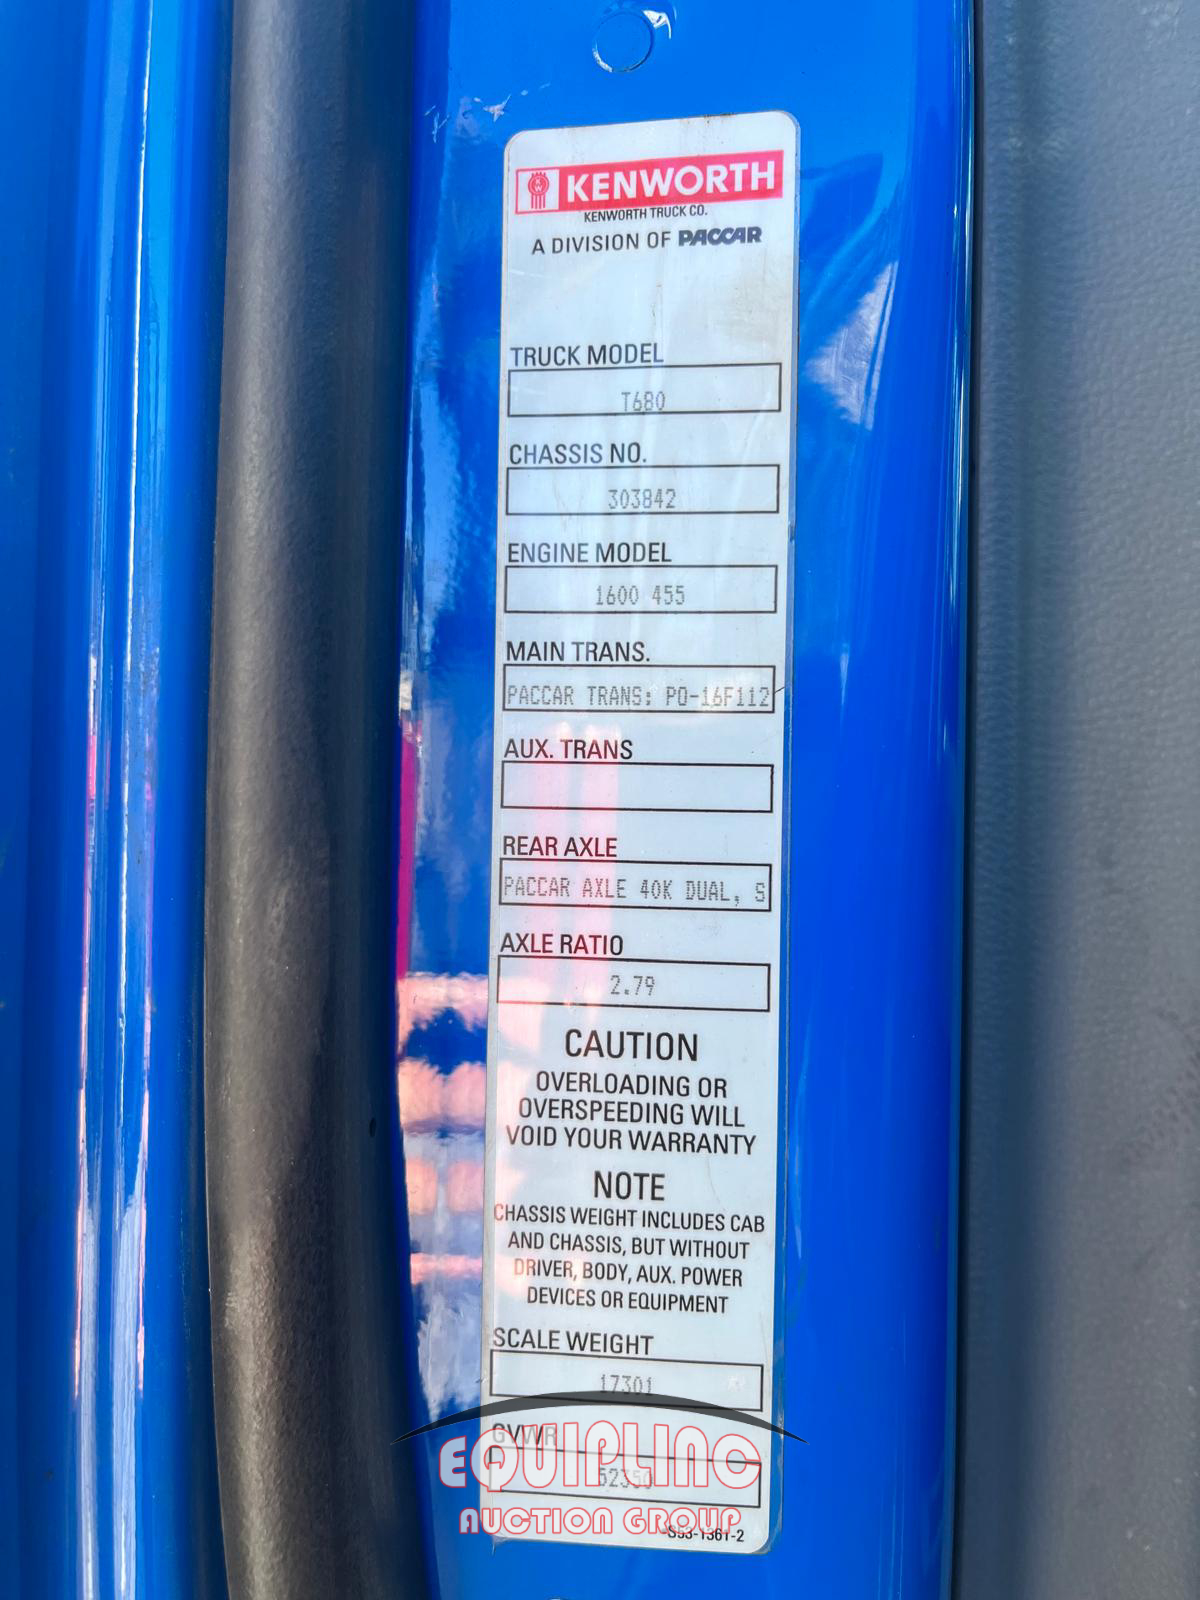 KENWORTH
KENWORTH TRUCK CO.
A DIVISION OF PACCAR
TRUCK MODEL
T680
CHASSIS NO.
303842
ENGINE MODEL
1600 455
MAIN TRANS.
PACCAR TRANS: PO-16F112
AUX. TRANS
REAR AXLE
PACCAR AXLE 40K DUAL, S
AXLE RATIO
2.79
CAUTION
OVERLOADING OR
OVERSPEEDING WILL
VOID YOUR WARRANTY
NOTE
CHASSIS WEIGHT INCLUDES CAB
AND CHASSIS, BUT WITHOUT
DRIVER, BODY, AUX. POWER
DEVICES OR EQUIPMENT
SCALE WEIGHT
17301
GVWR
EQUIPLINC
52350
AUCTION GROUP